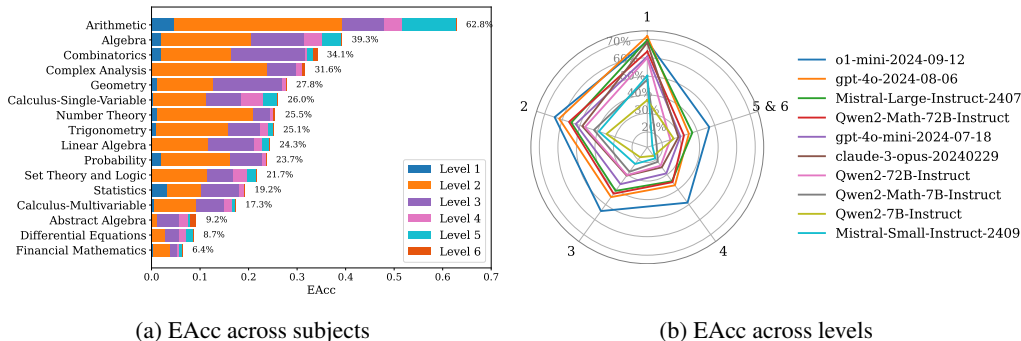 Arithmetic 62.8%
Algebra 39.3%
Combinatorics 34.1%
Complex Analysis 31.6%
Geometry 27.8%
Calculus-Single-Variable 26.0%
Number Theory 25.5%
Trigonometry 25.1%
Linear Algebra 24.3%
Probability 23.7%
Set Theory and Logic 21.7%
Statistics 19.2%
Calculus-Multivariable 17.3%
Abstract Algebra 9.2%
Differential Equations 8.7%
Financial Mathematics 6.4%
Level 1
Level 2
Level 3
Level 4
Level 5
Level 6
0.0 0.1 0.2 0.3 0.4 0.5 0.6 0.7
EAcc
(a) EAcc across subjects
1
2
3
4
5 & 6
70%
60%
50%
40%
30%
20%
o1-mini-2024-09-12
gpt-4o-2024-08-06
Mistral-Large-Instruct-2407
Qwen2-Math-72B-Instruct
gpt-4o-mini-2024-07-18
claude-3-opus-20240229
Qwen2-72B-Instruct
Qwen2-Math-7B-Instruct
Qwen2-7B-Instruct
Mistral-Small-Instruct-2409
(b) EAcc across levels